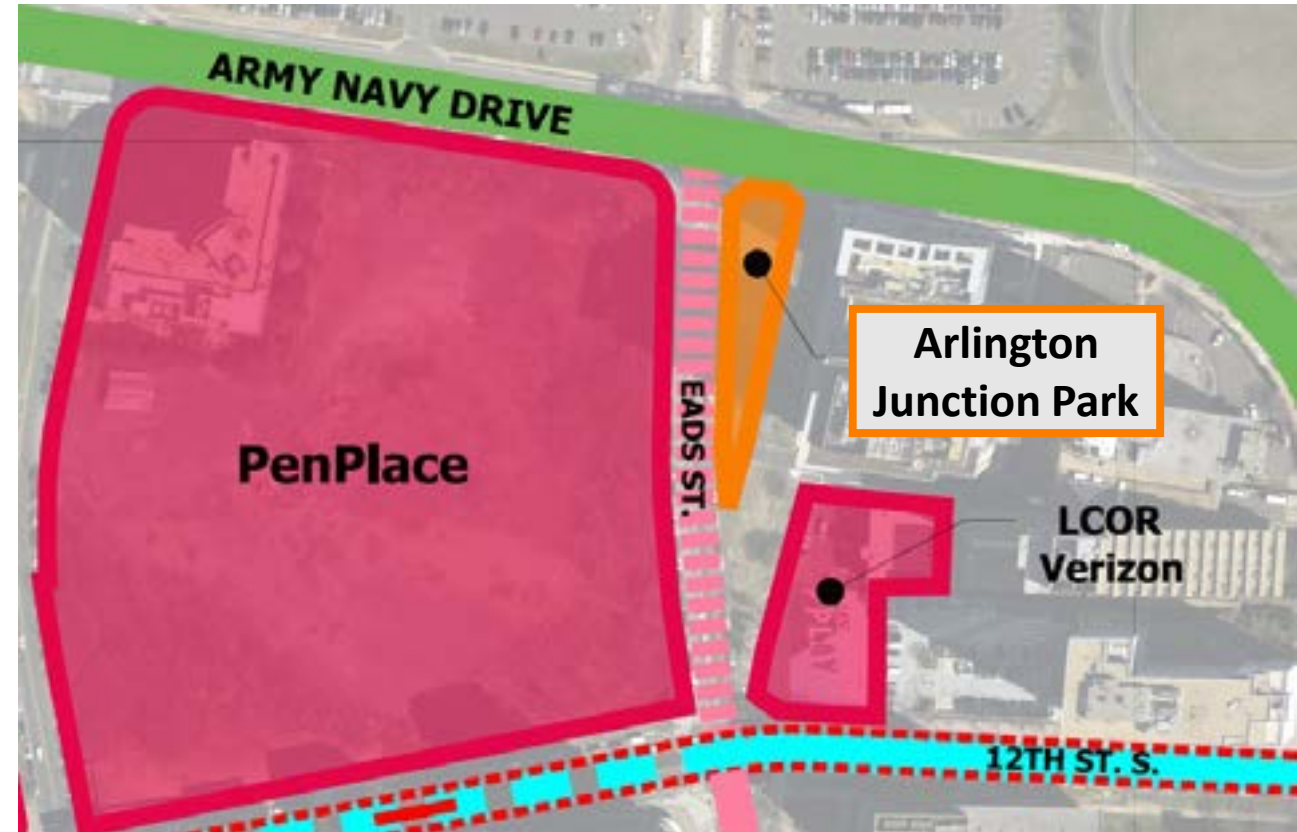 ARMY NAVY DRIVE
Arlington
Junction Park
EADS ST.
PenPlace
LCOR
Verizon
12TH ST. S.